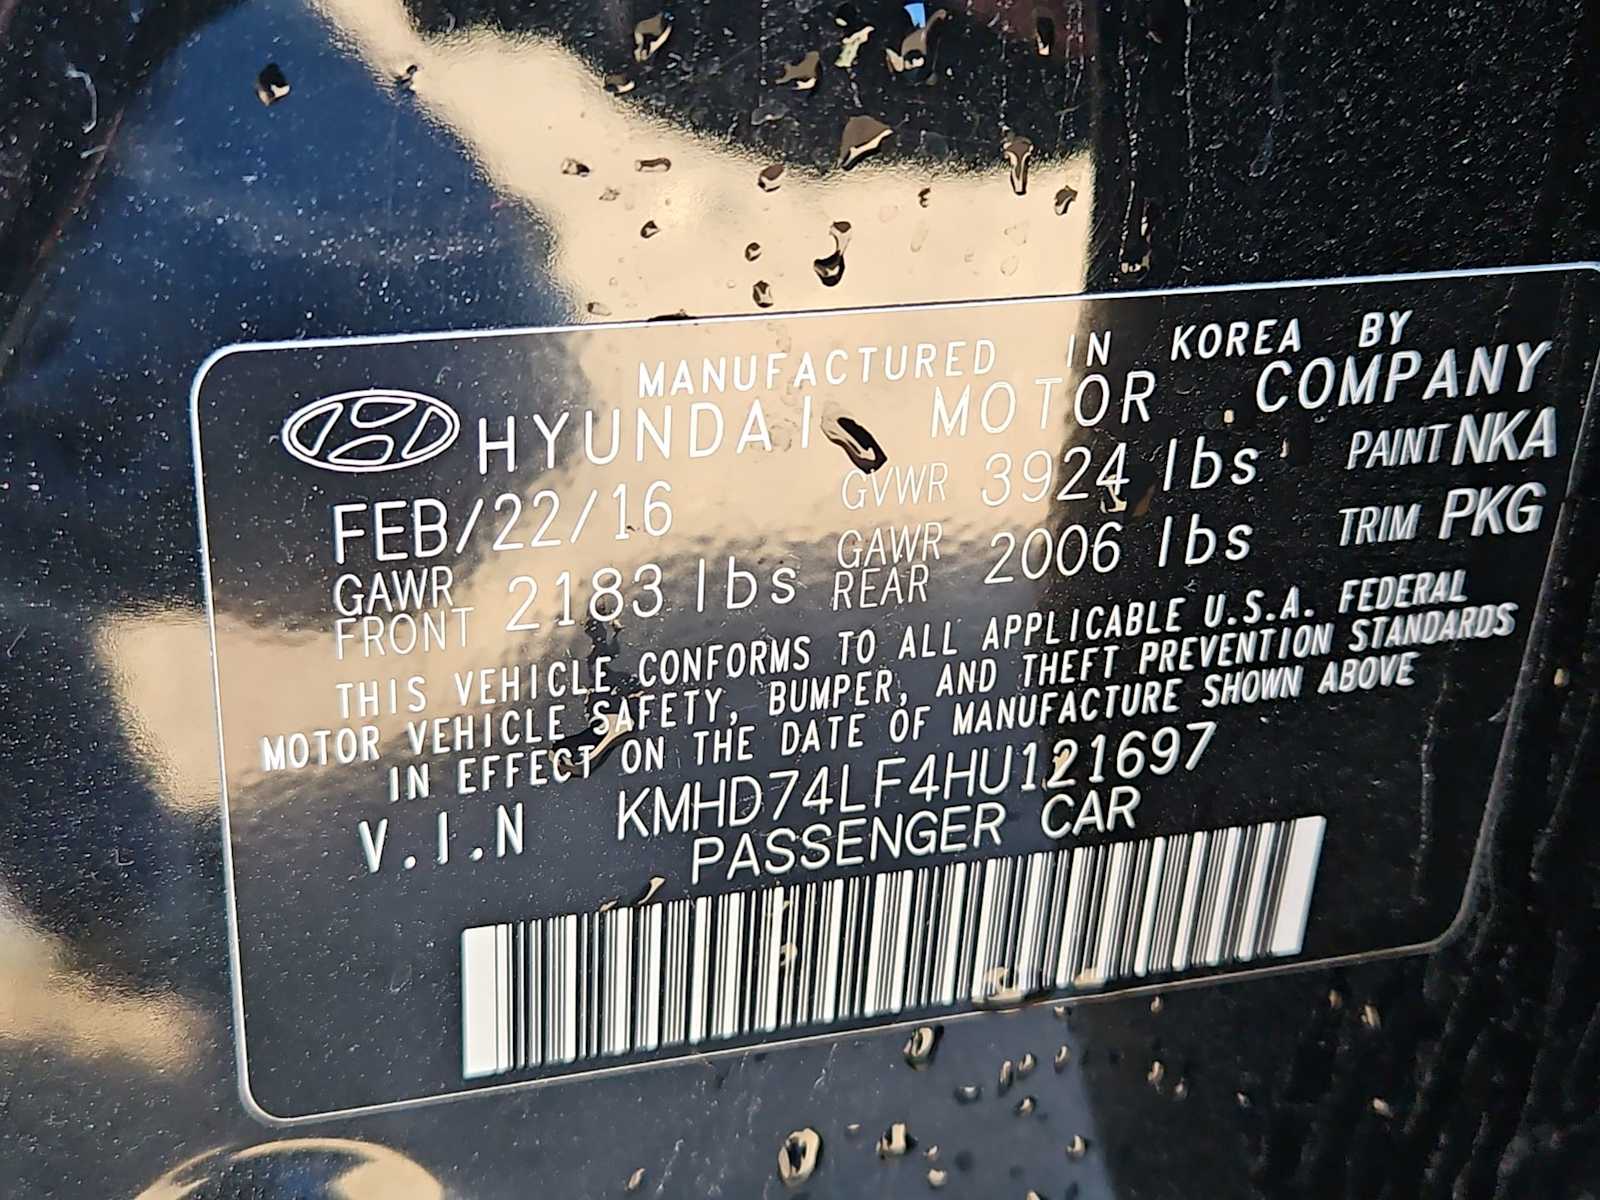 MANUFACTURED IN KOREA BY
HYUNDAI MOTOR COMPANY
FEB/22/16 GVWR 3924 lbs PAINT NKA
GAWR FRONT 2183 lbs GAWR REAR 2006 lbs TRIM PKG
THIS VEHICLE CONFORMS TO ALL APPLICABLE U.S.A. FEDERAL
MOTOR VEHICLE SAFETY, BUMPER, AND THEFT PREVENTION STANDARDS
IN EFFECT ON THE DATE OF MANUFACTURE SHOWN ABOVE
V.I.N KMHD74LF4HU121697
PASSENGER CAR